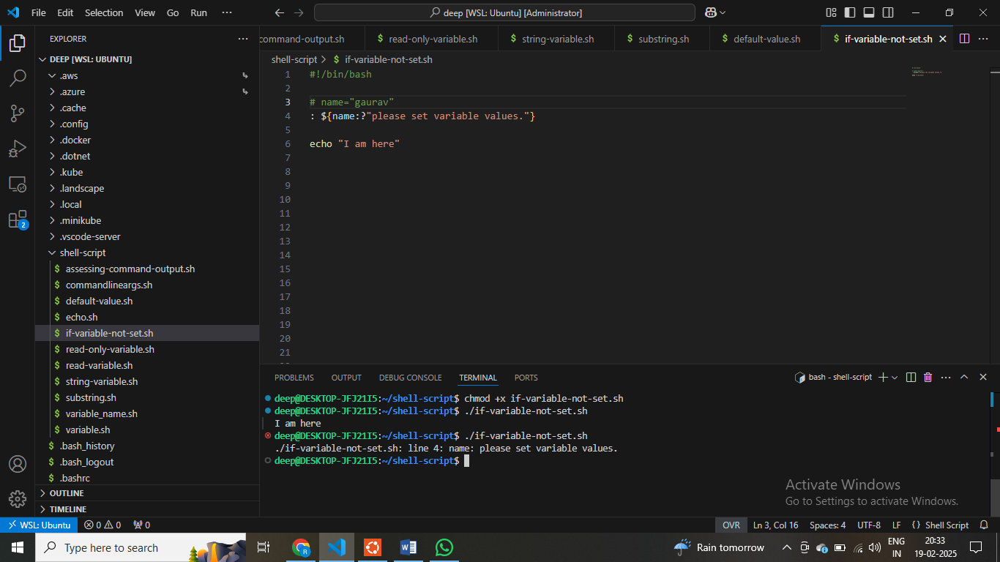 File Edit Selection View Go Run ··· deep [WSL: Ubuntu] [Administrator]
EXPLORER ···
DEEP [WSL: UBUNTU]
.aws
.azure
.cache
.config
.docker
.dotnet
.kube
.landscape
.local
.minikube
.vscode-server
shell-script
assessing-command-output.sh
commandlineargs.sh
default-value.sh
echo.sh
if-variable-not-set.sh
read-only-variable.sh
read-variable.sh
string-variable.sh
substring.sh
variable_name.sh
variable.sh
.bash_history
.bash_logout
.bashrc
OUTLINE
TIMELINE
2
command-output.sh $ read-only-variable.sh $ string-variable.sh $ substring.sh $ default-value.sh $ if-variable-not-set.sh
shell-script > $ if-variable-not-set.sh
1 #!/bin/bash
2
3 # name="gaurav"
4 : ${name:?"please set variable values."}
5
6 echo "I am here"
7
8
9
10
11
12
13
14
15
16
17
18
19
20
21
PROBLEMS OUTPUT DEBUG CONSOLE TERMINAL PORTS bash - shell-script
deep@DESKTOP-JFJ21I5:~/shell-script$ chmod +x if-variable-not-set.sh
deep@DESKTOP-JFJ21I5:~/shell-script$ ./if-variable-not-set.sh
I am here
deep@DESKTOP-JFJ21I5:~/shell-script$ ./if-variable-not-set.sh
./if-variable-not-set.sh: line 4: name: please set variable values.
deep@DESKTOP-JFJ21I5:~/shell-script$
Activate Windows
Go to Settings to activate Windows.
WSL: Ubuntu 0 0 0 OVR Ln 3, Col 16 Spaces: 4 UTF-8 LF {} Shell Script
Type here to search Rain tomorrow ENG IN 20:33 19-02-2025